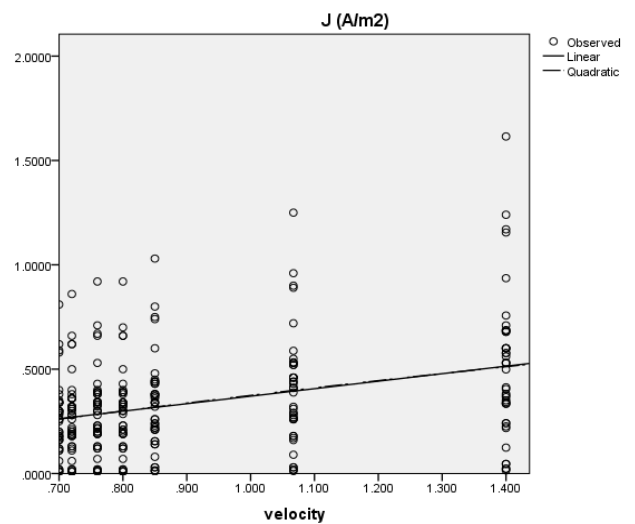 J (A/m2)
Observed
Linear
Quadratic
2.0000
1.5000
1.0000
.5000
.0000
.700 .800 .900 1.000 1.100 1.200 1.300 1.400
velocity